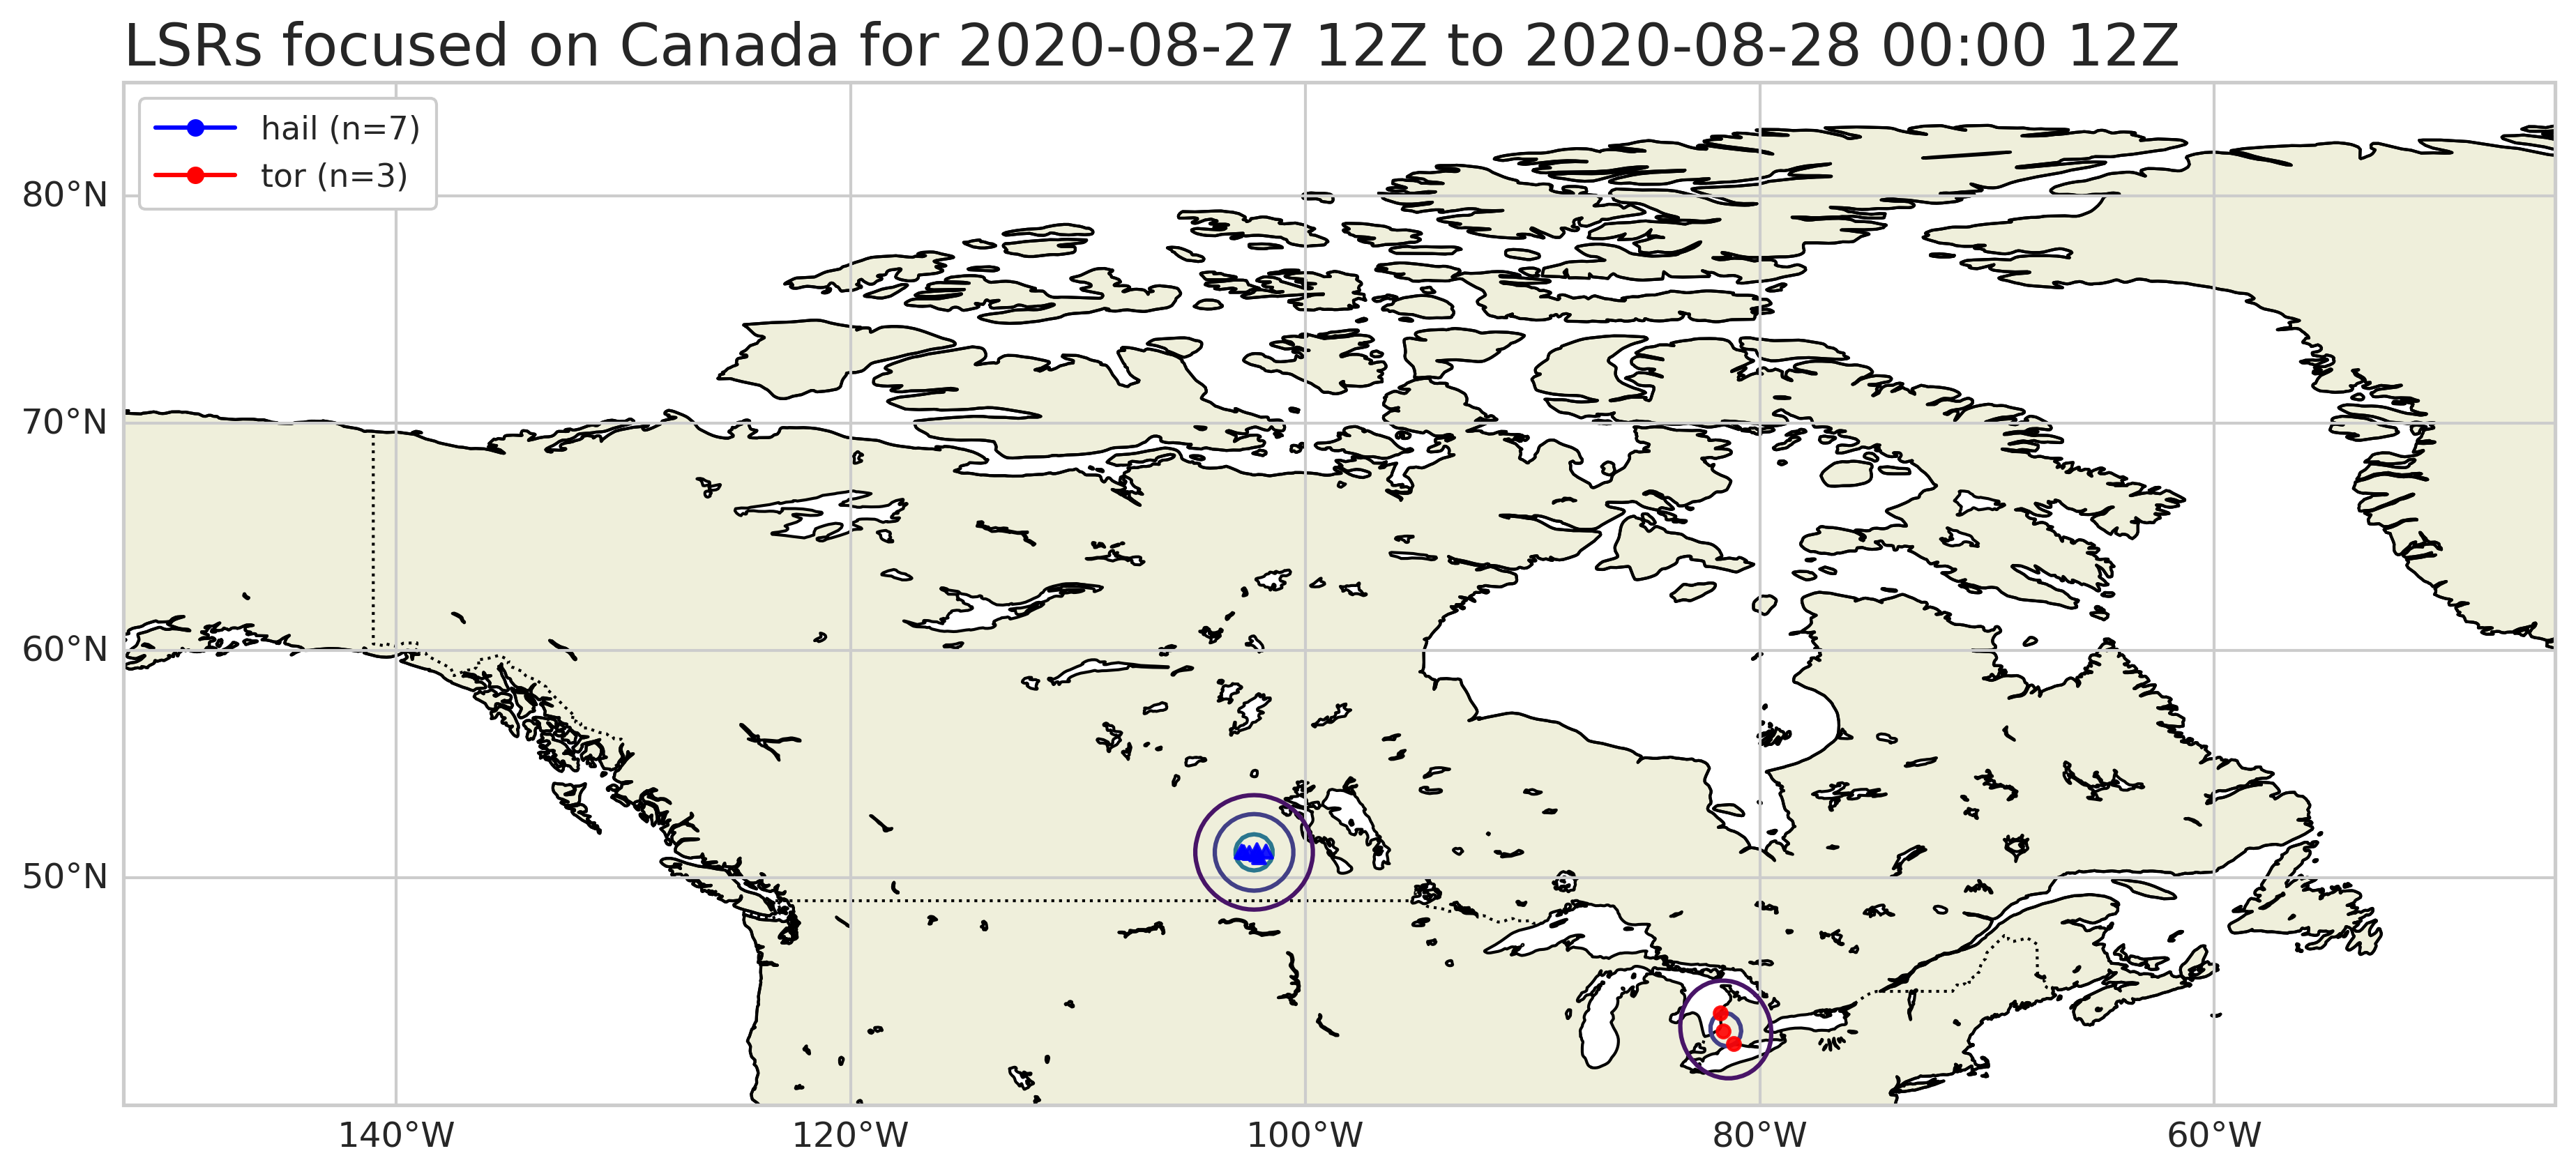 LSRs focused on Canada for 2020-08-27 12Z to 2020-08-28 00:00 12Z
hail (n=7)
tor (n=3)
80°N
70°N
60°N
50°N
140°W
120°W
100°W
80°W
60°W